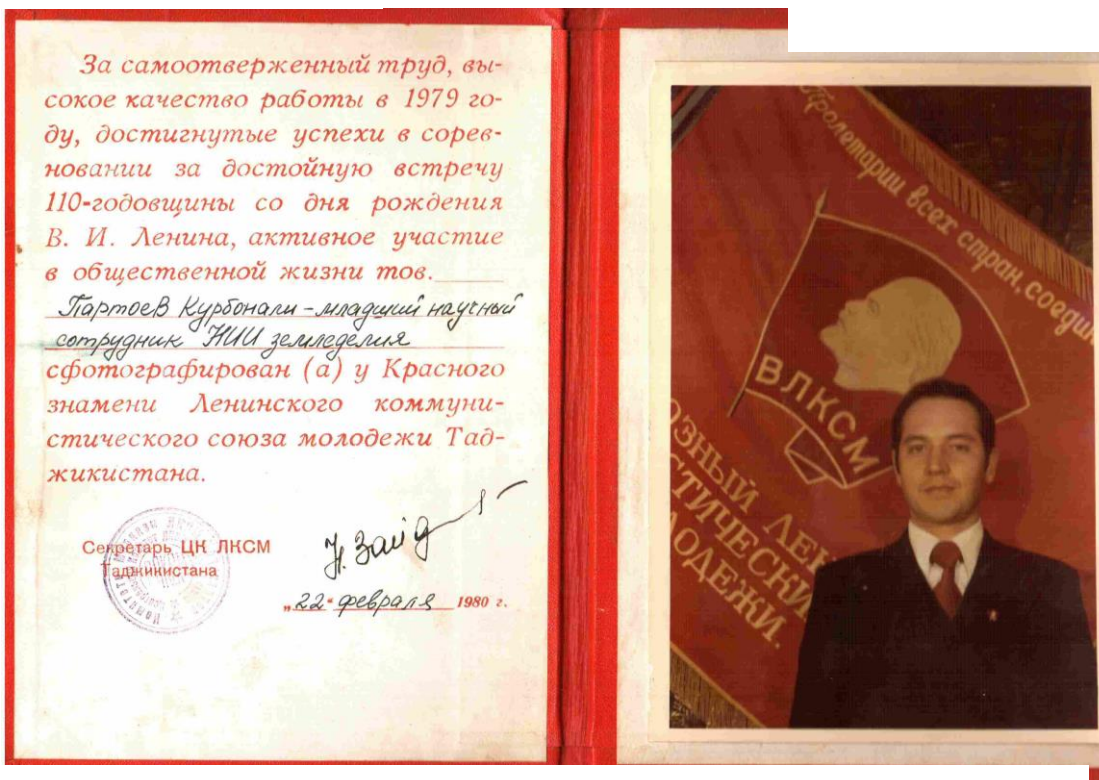 За самоотверженный труд, вы-
сокое качество работы в 1979 го-
ду, достигнутые успехи в сорев-
новании за достойную встречу
110-годовщины со дня рождения
В. И. Ленина, активное участие
в общественной жизни тов.
Партоев Курбонали – младший научный
сотрудник НИИ земледелия
сфотографирован (а) у Красного
знамени Ленинского коммуни-
стического союза молодежи Тад-
жикистана.
Секретарь ЦК ЛКСМ
Таджикистана
„22" февраля 1980 г.
Пролетарии всех стран, соеди
ВЛКСМ
ОЗНЫЙ ЛЕН
СТИЧЕСКИ
ОДЕЖИ.